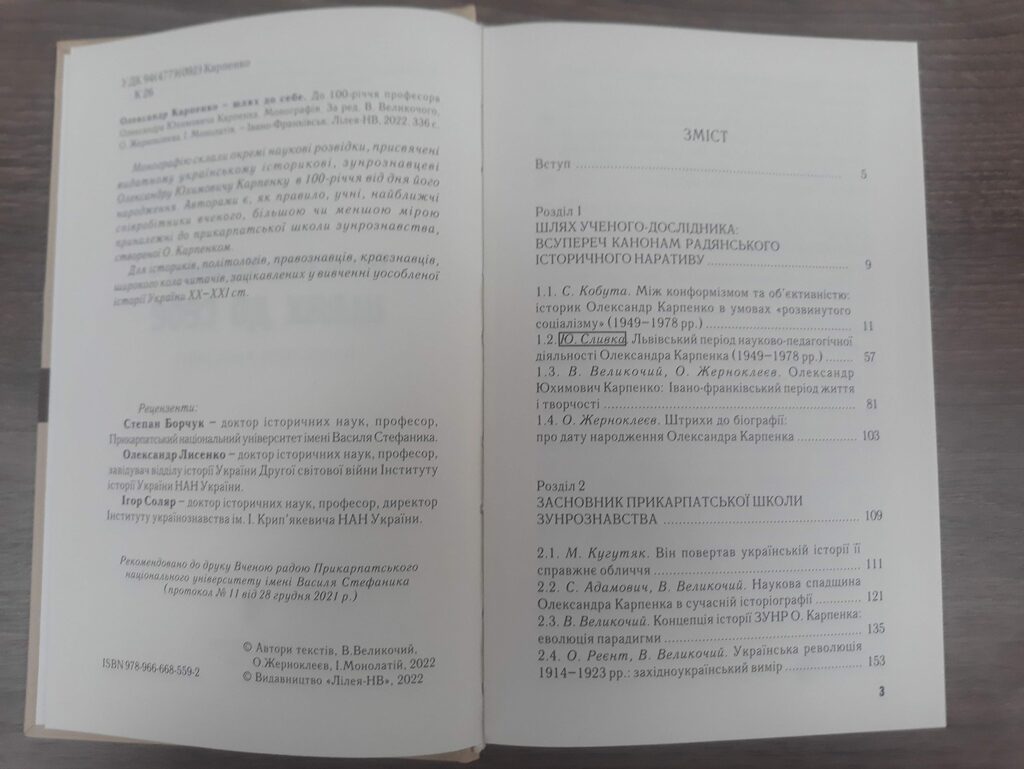 УДК 94(477)(092) Карпенко
К 26
Олександр Карпенко – шлях до себе. До 100-річчя професора
Олександра Юхимовича Карпенка. Монографія. За ред. В. Великочого,
О. Жерноклеєва, І. Монолатія. – Івано-Франківськ. Лілея-НВ, 2022. 336 с.
Монографію склали окремі наукові розвідки, присвячені
видатному українському історикові, зунрознавцеві
Олександру Юхимовичу Карпенку в 100-річчя від дня його
народження. Авторами є, як правило, учні, найближчі
співробітники вченого, більшою чи меншою мірою
приналежні до прикарпатської школи зунрознавства,
створеної О. Карпенком.
Для істориків, політологів, правознавців, краєзнавців,
широкого кола читачів, зацікавлених у вивченні уособленої
історії України ХХ–ХХІ ст.
Рецензенти:
Степан Борчук – доктор історичних наук, професор,
Прикарпатський національний університет імені Василя Стефаника.
Олександр Лисенко – доктор історичних наук, професор,
завідувач відділу історії України Другої світової війни Інституту
історії України НАН України.
Ігор Соляр – доктор історичних наук, професор, директор
Інституту українознавства ім. І. Крип'якевича НАН України.
Рекомендовано до друку Вченою радою Прикарпатського
національного університету імені Василя Стефаника
(протокол № 11 від 28 грудня 2021 р.)
© Автори текстів, В.Великочий,
О.Жерноклеєв, І.Монолатій, 2022
ISBN 978-966-668-559-2
© Видавництво «Лілея-НВ», 2022
ЗМІСТ
Вступ ........ 5
Розділ 1
ШЛЯХ УЧЕНОГО-ДОСЛІДНИКА:
ВСУПЕРЕЧ КАНОНАМ РАДЯНСЬКОГО
ІСТОРИЧНОГО НАРАТИВУ ........ 9
1.1. С. Кобута. Між конформізмом та об'єктивністю:
історик Олександр Карпенко в умовах «розвинутого
соціалізму» (1949–1978 рр.) ........ 11
1.2. Ю. Сливка. Львівський період науково-педагогічної
діяльності Олександра Карпенка (1949–1978 рр.) ........ 57
1.3. В. Великочий, О. Жерноклеєв. Олександр
Юхимович Карпенко: Івано-франківський період життя
і творчості ........ 81
1.4. О. Жерноклеєв. Штрихи до біографії:
про дату народження Олександра Карпенка ........ 103
Розділ 2
ЗАСНОВНИК ПРИКАРПАТСЬКОЇ ШКОЛИ
ЗУНРОЗНАВСТВА ........ 109
2.1. М. Кугутяк. Він повертав українській історії її
справжнє обличчя ........ 111
2.2. С. Адамович, В. Великочий. Наукова спадщина
Олександра Карпенка в сучасній історіографії ........ 121
2.3. В. Великочий. Концепція історії ЗУНР О. Карпенка:
еволюція парадигми ........ 135
2.4. О. Реєнт, В. Великочий. Українська революція
1914–1923 рр.: західноукраїнський вимір ........ 153
3